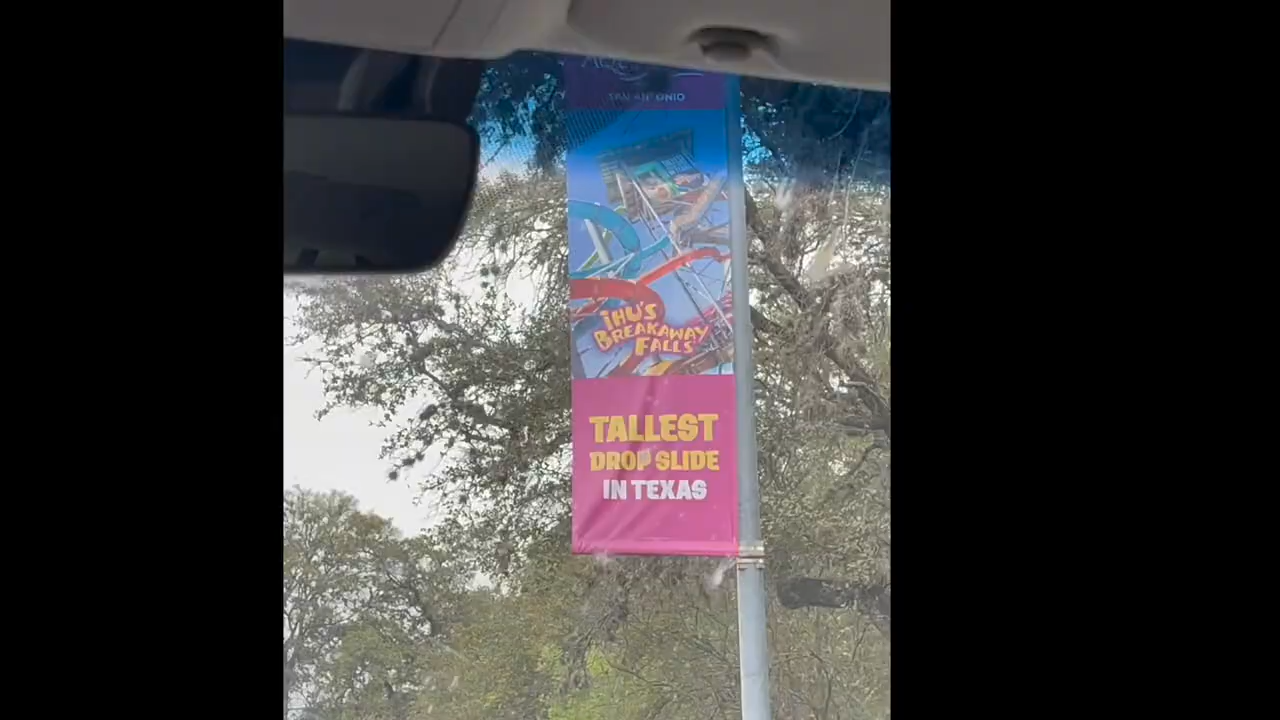 SAN ANTONIO
IHU'S
BREAKAWAY
FALLS
TALLEST
DROP SLIDE
IN TEXAS